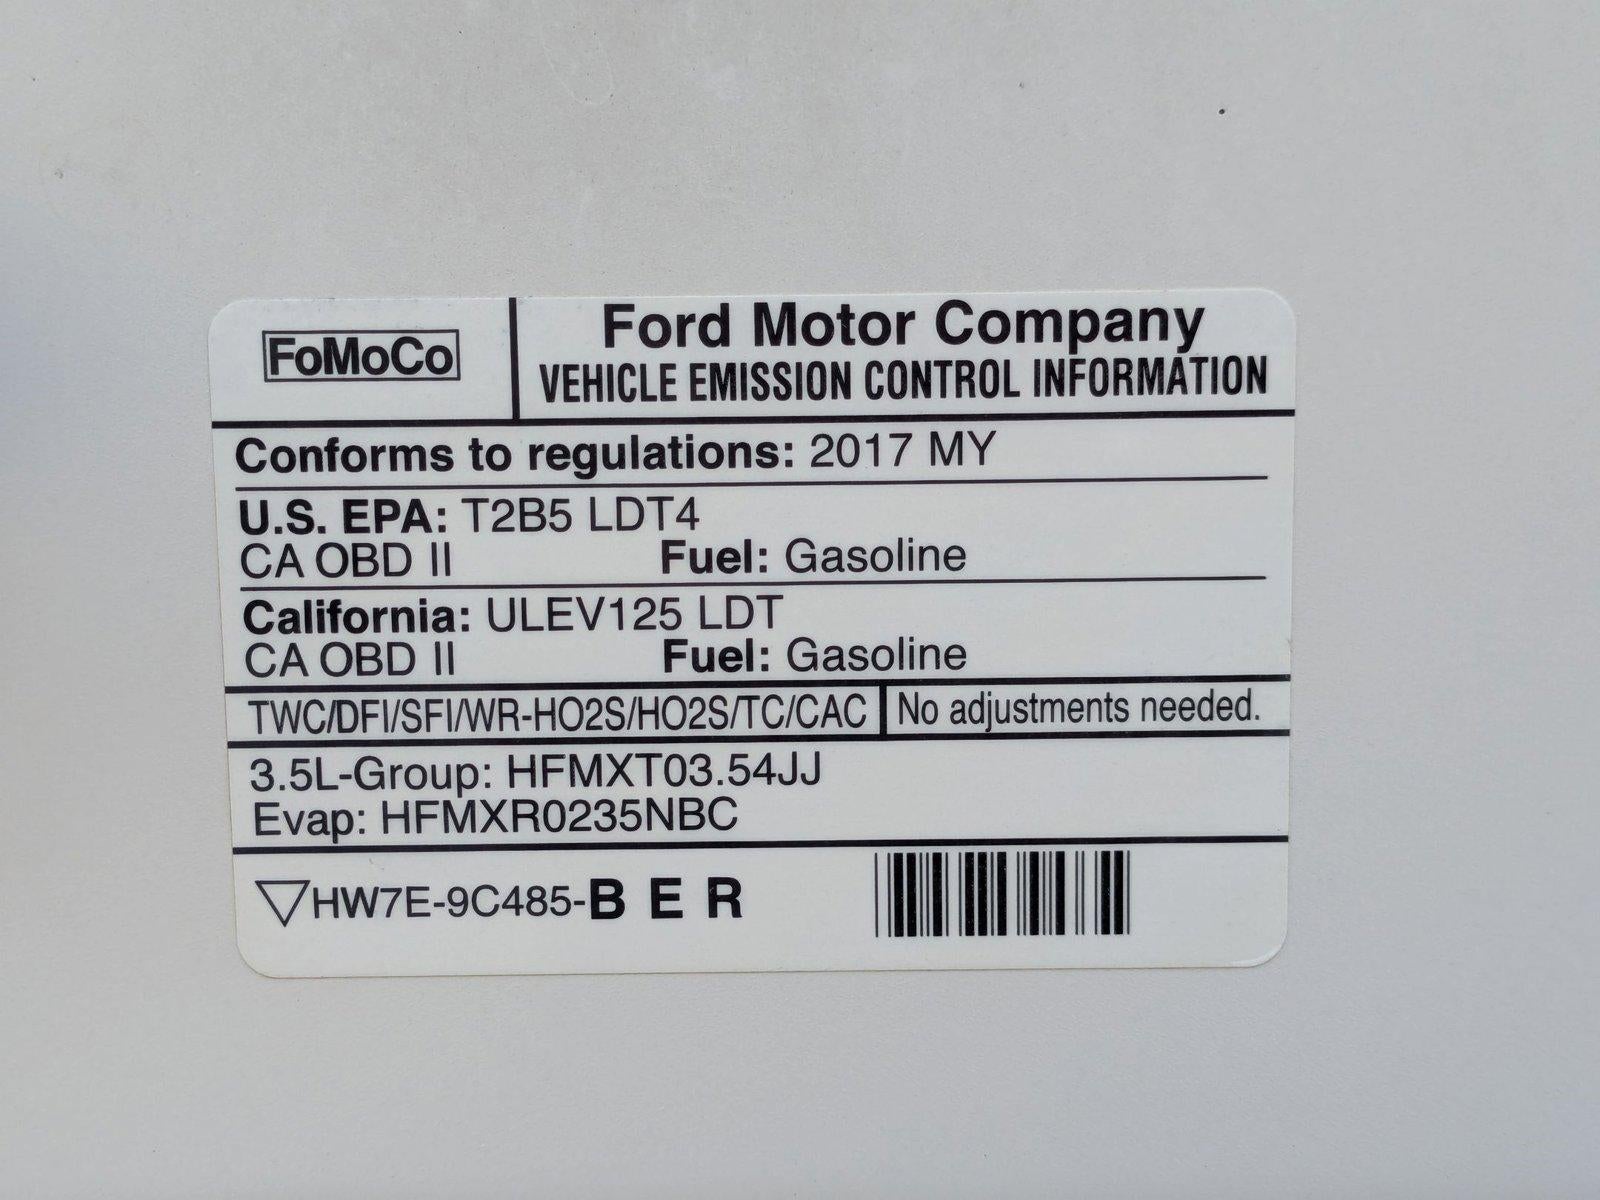 FoMoCo
Ford Motor Company
VEHICLE EMISSION CONTROL INFORMATION
Conforms to regulations: 2017 MY
U.S. EPA: T2B5 LDT4
CA OBD II Fuel: Gasoline
California: ULEV125 LDT
CA OBD II Fuel: Gasoline
TWC/DFI/SFI/WR-HO2S/HO2S/TC/CAC No adjustments needed.
3.5L-Group: HFMXT03.54JJ
Evap: HFMXR0235NBC
▽HW7E-9C485-B E R